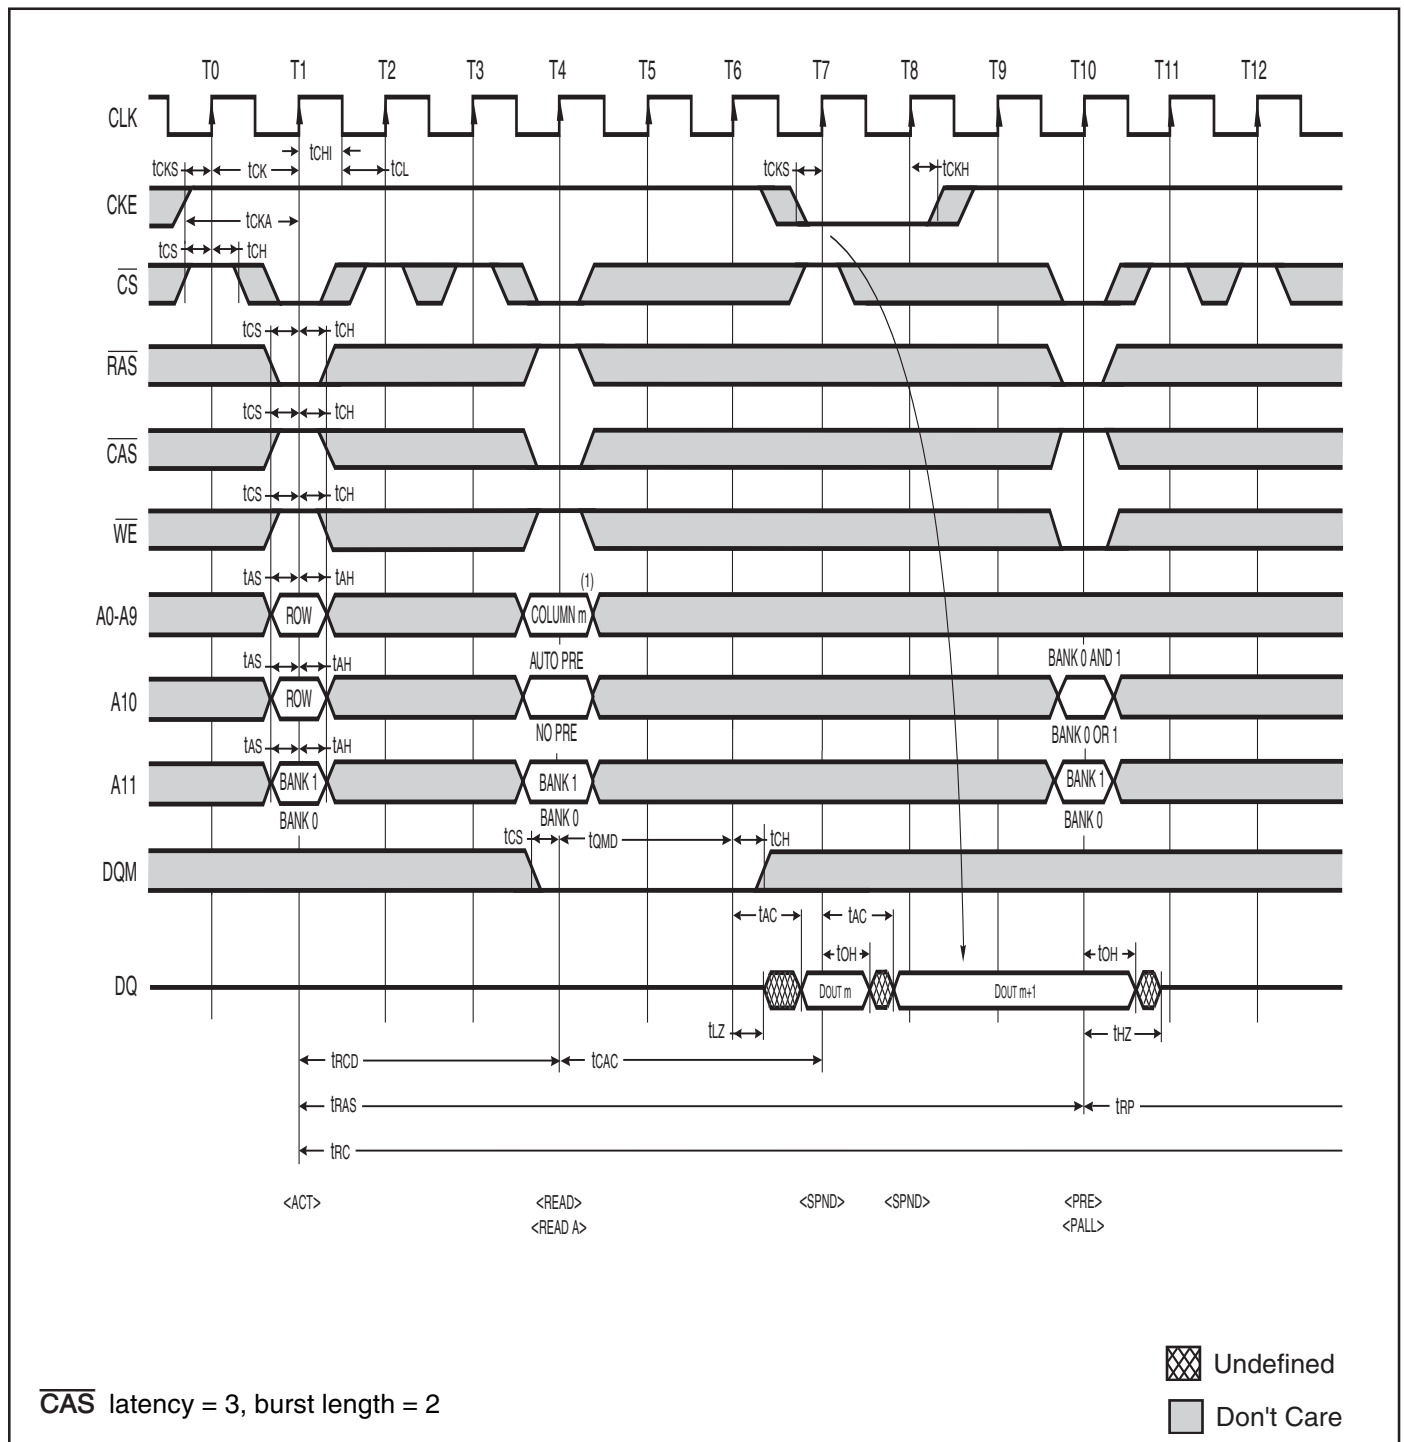 T0 T1 T2 T3 T4 T5 T6 T7 T8 T9 T10 T11 T12
CLK
tCHI
tCKS tCK tCL tCKS tCKH
CKE
tCKA
tCS tCH
CS
tCS tCH
RAS
tCS tCH
CAS
tCS tCH
WE
tAS tAH (1)
A0-A9 ROW COLUMN m
tAS tAH AUTO PRE BANK 0 AND 1
A10 ROW
NO PRE BANK 0 OR 1
tAS tAH
A11 BANK 1 BANK 1 BANK 1
BANK 0 BANK 0 BANK 0
tCS tQMD tCH
DQM
tAC tAC
tOH tOH
DQ DOUT m DOUT m+1
tLZ tHZ
tRCD tCAC
tRAS tRP
tRC
<ACT> <READ> <SPND> <SPND> <PRE>
<READ A> <PALL>
Undefined
CAS latency = 3, burst length = 2
Don't Care